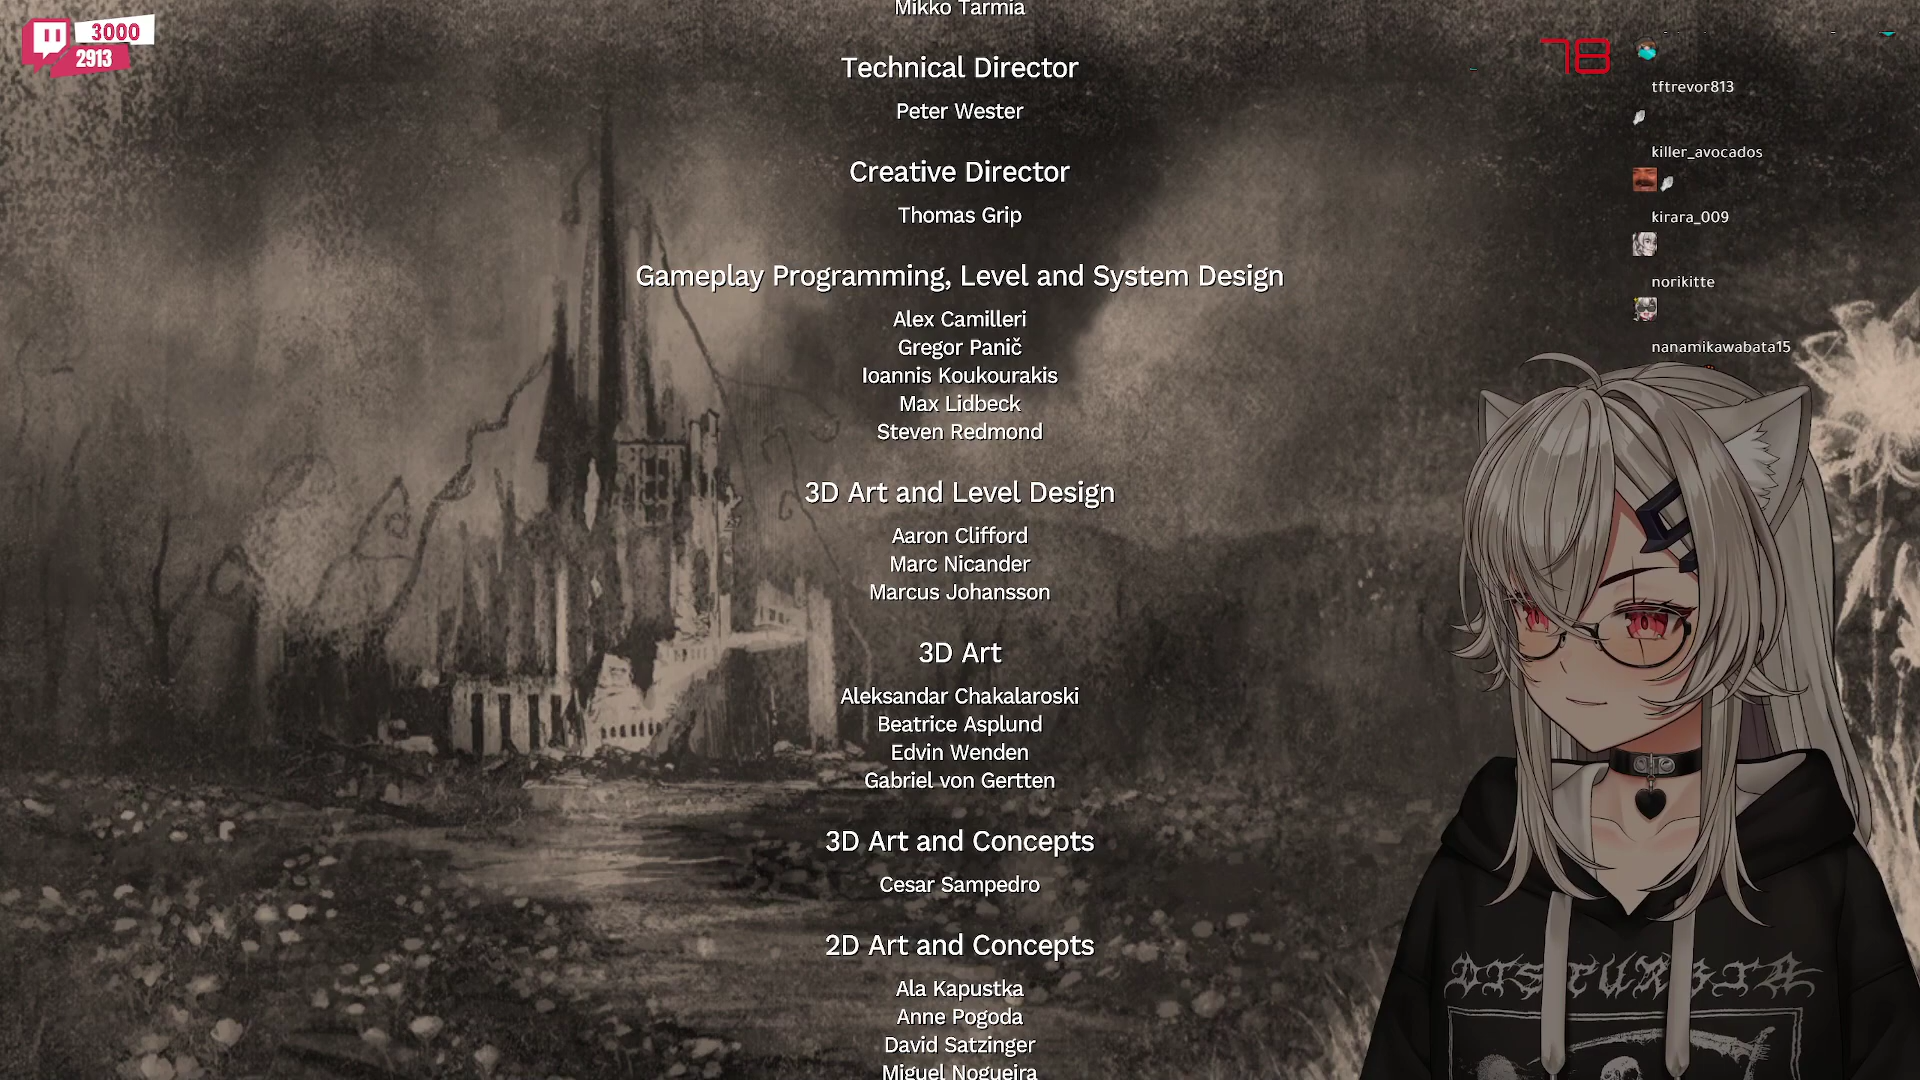 3000
2913
Mikko Tarmia
Technical Director
Peter Wester
Creative Director
Thomas Grip
Gameplay Programming, Level and System Design
Alex Camilleri
Gregor Panič
Ioannis Koukourakis
Max Lidbeck
Steven Redmond
3D Art and Level Design
Aaron Clifford
Marc Nicander
Marcus Johansson
3D Art
Aleksandar Chakalaroski
Beatrice Asplund
Edvin Wenden
Gabriel von Gertten
3D Art and Concepts
Cesar Sampedro
2D Art and Concepts
Ala Kapustka
Anne Pogoda
David Satzinger
Miguel Nogueira
78
tftrevor813
killer_avocados
kirara_009
norikitte
nanamikawabata15